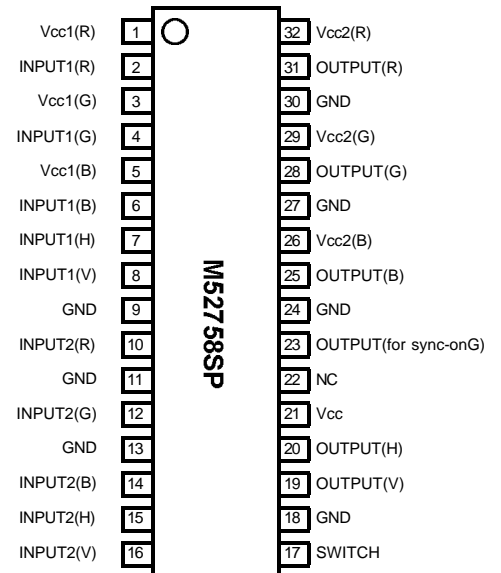 Vcc1(R) 1 32 Vcc2(R)
INPUT1(R) 2 31 OUTPUT(R)
Vcc1(G) 3 30 GND
INPUT1(G) 4 29 Vcc2(G)
Vcc1(B) 5 28 OUTPUT(G)
INPUT1(B) 6 27 GND
INPUT1(H) 7 26 Vcc2(B)
INPUT1(V) 8 25 OUTPUT(B)
GND 9 24 GND
INPUT2(R) 10 23 OUTPUT(for sync-onG)
GND 11 22 NC
INPUT2(G) 12 21 Vcc
GND 13 20 OUTPUT(H)
INPUT2(B) 14 19 OUTPUT(V)
INPUT2(H) 15 18 GND
INPUT2(V) 16 17 SWITCH
M52758SP